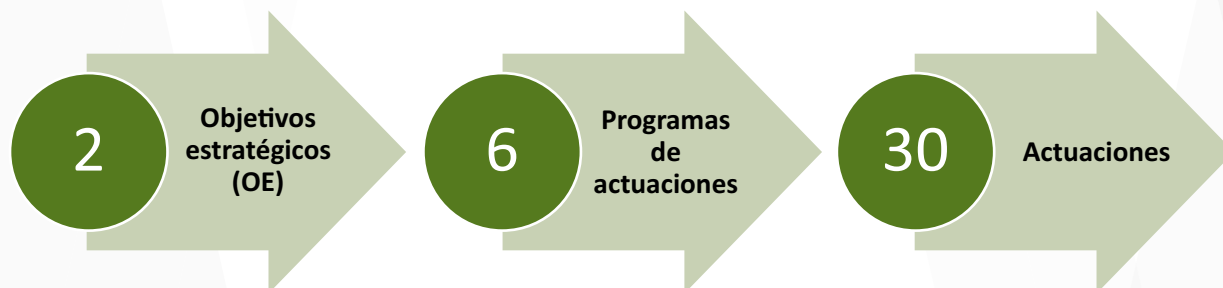 2
Objetivos
estratégicos
(OE)
6
Programas
de
actuaciones
30
Actuaciones